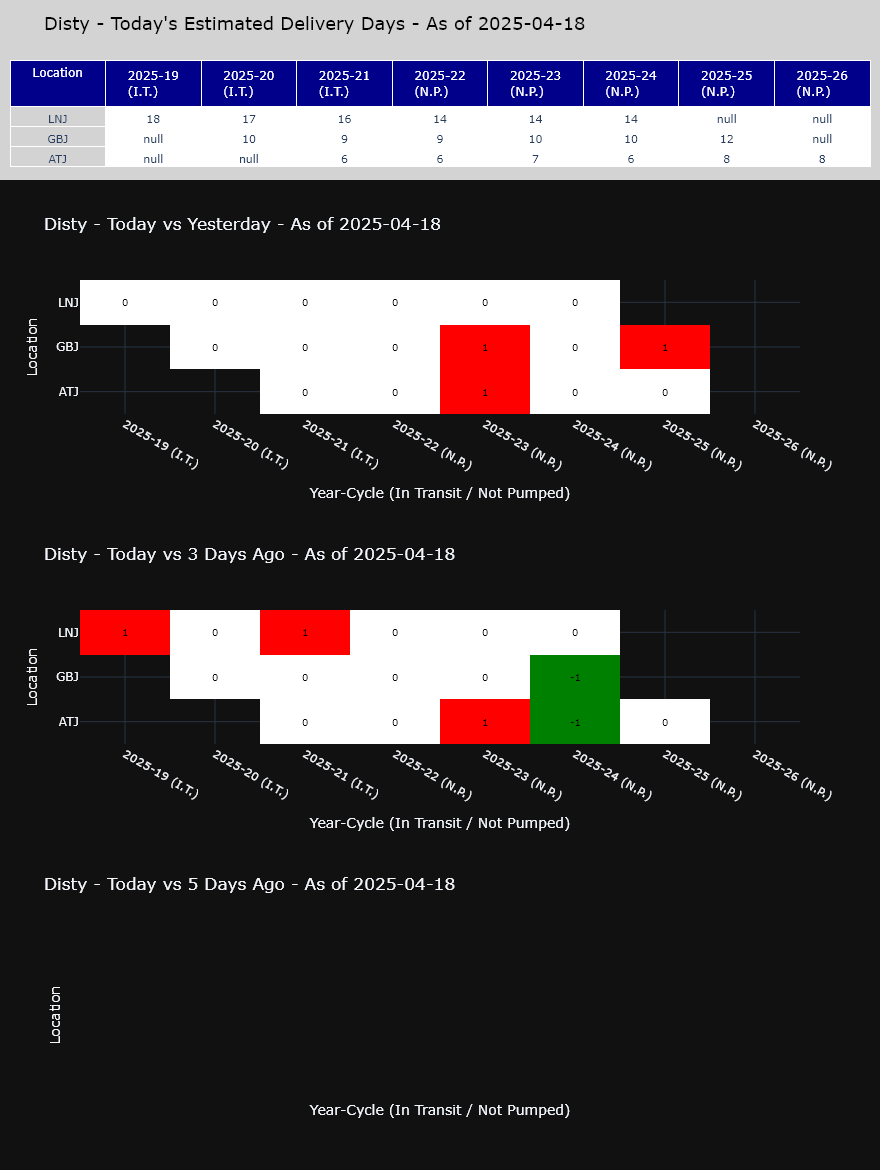 Disty - Today's Estimated Delivery Days - As of 2025-04-18
Location 2025-19 (I.T.) 2025-20 (I.T.) 2025-21 (I.T.) 2025-22 (N.P.) 2025-23 (N.P.) 2025-24 (N.P.) 2025-25 (N.P.) 2025-26 (N.P.)
LNJ 18 17 16 14 14 14 null null
GBJ null 10 9 9 10 10 12 null
ATJ null null 6 6 7 6 8 8
Disty - Today vs Yesterday - As of 2025-04-18
Location
LNJ 0 0 0 0 0 0
GBJ 0 0 0 1 0 1
ATJ 0 0 1 0 0
2025-19 (I.T.) 2025-20 (I.T.) 2025-21 (I.T.) 2025-22 (N.P.) 2025-23 (N.P.) 2025-24 (N.P.) 2025-25 (N.P.) 2025-26 (N.P.)
Year-Cycle (In Transit / Not Pumped)
Disty - Today vs 3 Days Ago - As of 2025-04-18
Location
LNJ 1 0 1 0 0 0
GBJ 0 0 0 0 -1
ATJ 0 0 1 -1 0
2025-19 (I.T.) 2025-20 (I.T.) 2025-21 (I.T.) 2025-22 (N.P.) 2025-23 (N.P.) 2025-24 (N.P.) 2025-25 (N.P.) 2025-26 (N.P.)
Year-Cycle (In Transit / Not Pumped)
Disty - Today vs 5 Days Ago - As of 2025-04-18
Location
Year-Cycle (In Transit / Not Pumped)